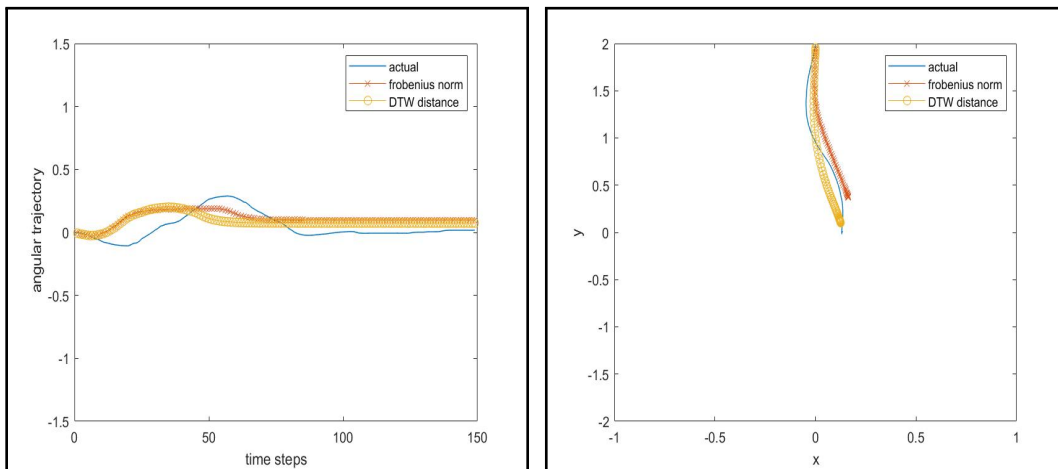 1.5
1
0.5
0
-0.5
-1
-1.5
angular trajectory
0
50
100
150
time steps
actual
frobenius norm
DTW distance
2
1.5
1
0.5
0
-0.5
-1
-1.5
-2
y
-1
-0.5
0
0.5
1
x
actual
frobenius norm
DTW distance